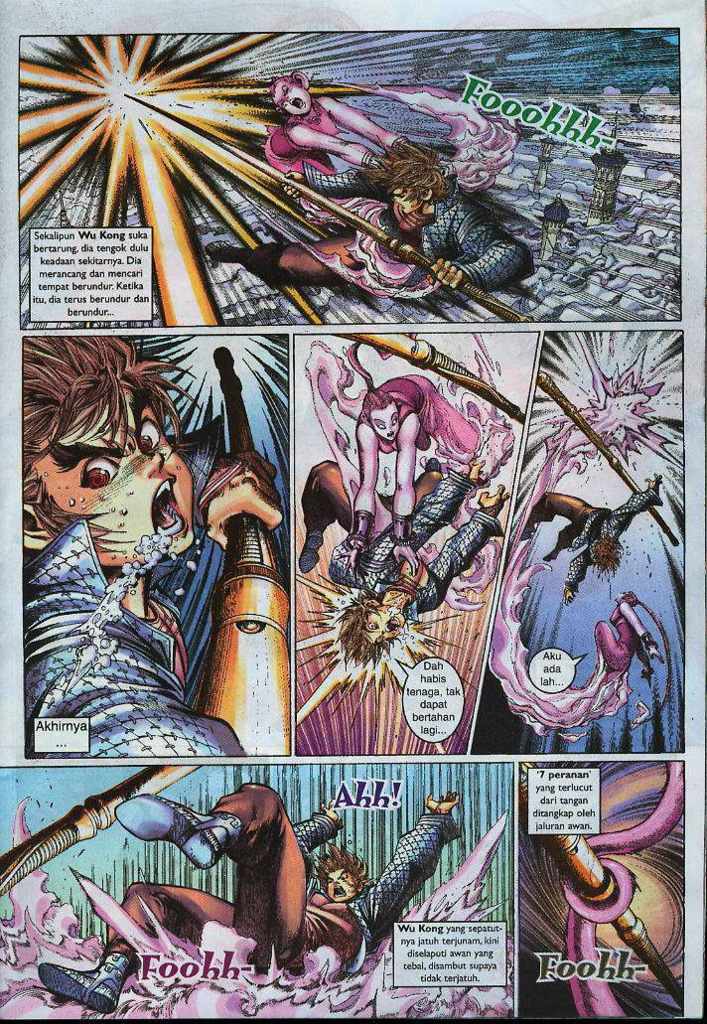 Fooohhh-
Sekalipun Wu Kong suka
bertarung, dia tengok dulu
keadaan sekitarnya. Dia
merancang dan mencari
tempat berundur. Ketika
itu, dia terus berundur dan
berundur...
Akhirnya
...
Dah
habis
tenaga, tak
dapat
bertahan
lagi...
Aku
ada
lah...
Ahh!
Foohh-
Wu Kong yang sepatut-
nya jatuh terjunam, kini
diselaputi awan yang
tebal, disambut supaya
tidak terjatuh.
'7 peranan'
yang terlucut
dari tangan
ditangkap oleh
jaluran awan.
Foohh-